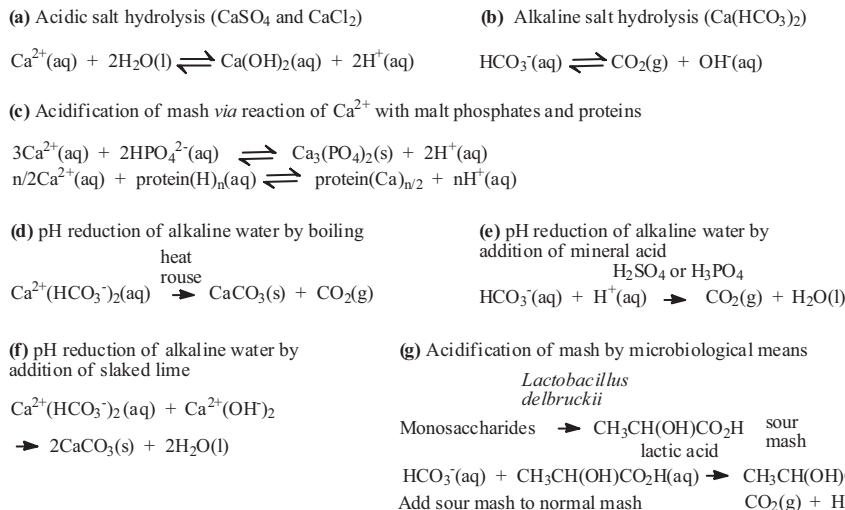 (a) Acidic salt hydrolysis (CaSO4 and CaCl2)
Ca²⁺(aq) + 2H2O(l) ⇌ Ca(OH)2(aq) + 2H⁺(aq)
(b) Alkaline salt hydrolysis (Ca(HCO3)2)
HCO3⁻(aq) ⇌ CO2(g) + OH⁻(aq)
(c) Acidification of mash via reaction of Ca²⁺ with malt phosphates and proteins
3Ca²⁺(aq) + 2HPO4²⁻(aq) ⇌ Ca3(PO4)2(s) + 2H⁺(aq)
n/2Ca²⁺(aq) + protein(H)n(aq) ⇌ protein(Ca)n/2 + nH⁺(aq)
(d) pH reduction of alkaline water by boiling
heat
rouse
Ca²⁺(HCO3⁻)2(aq) → CaCO3(s) + CO2(g)
(e) pH reduction of alkaline water by
addition of mineral acid
H2SO4 or H3PO4
HCO3⁻(aq) + H⁺(aq) → CO2(g) + H2O(l)
(f) pH reduction of alkaline water by
addition of slaked lime
Ca²⁺(HCO3⁻)2(aq) + Ca²⁺(OH⁻)2
→ 2CaCO3(s) + 2H2O(l)
(g) Acidification of mash by microbiological means
Lactobacillus
delbruckii
Monosaccharides → CH3CH(OH)CO2H sour
mash
lactic acid
HCO3⁻(aq) + CH3CH(OH)CO2H(aq) → CH3CH(OH)
Add sour mash to normal mash CO2(g) + H